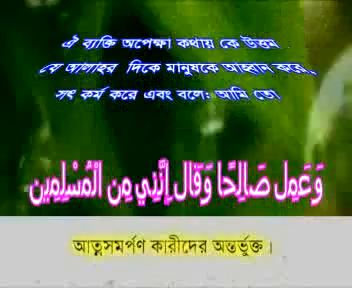 ঐ ব্যক্তি অপেক্ষা কথায় কে উত্তম
যে আল্লাহর দিকে মানুষকে আহ্বান করে,
সৎ কর্ম করে এবং বলে: আমি তো
وَعَمِلَ صَالِحًا وَقَالَ إِنَّنِي مِنَ الْمُسْلِمِينَ
আত্নসমর্পণ কারীদের অন্তর্ভুক্ত।